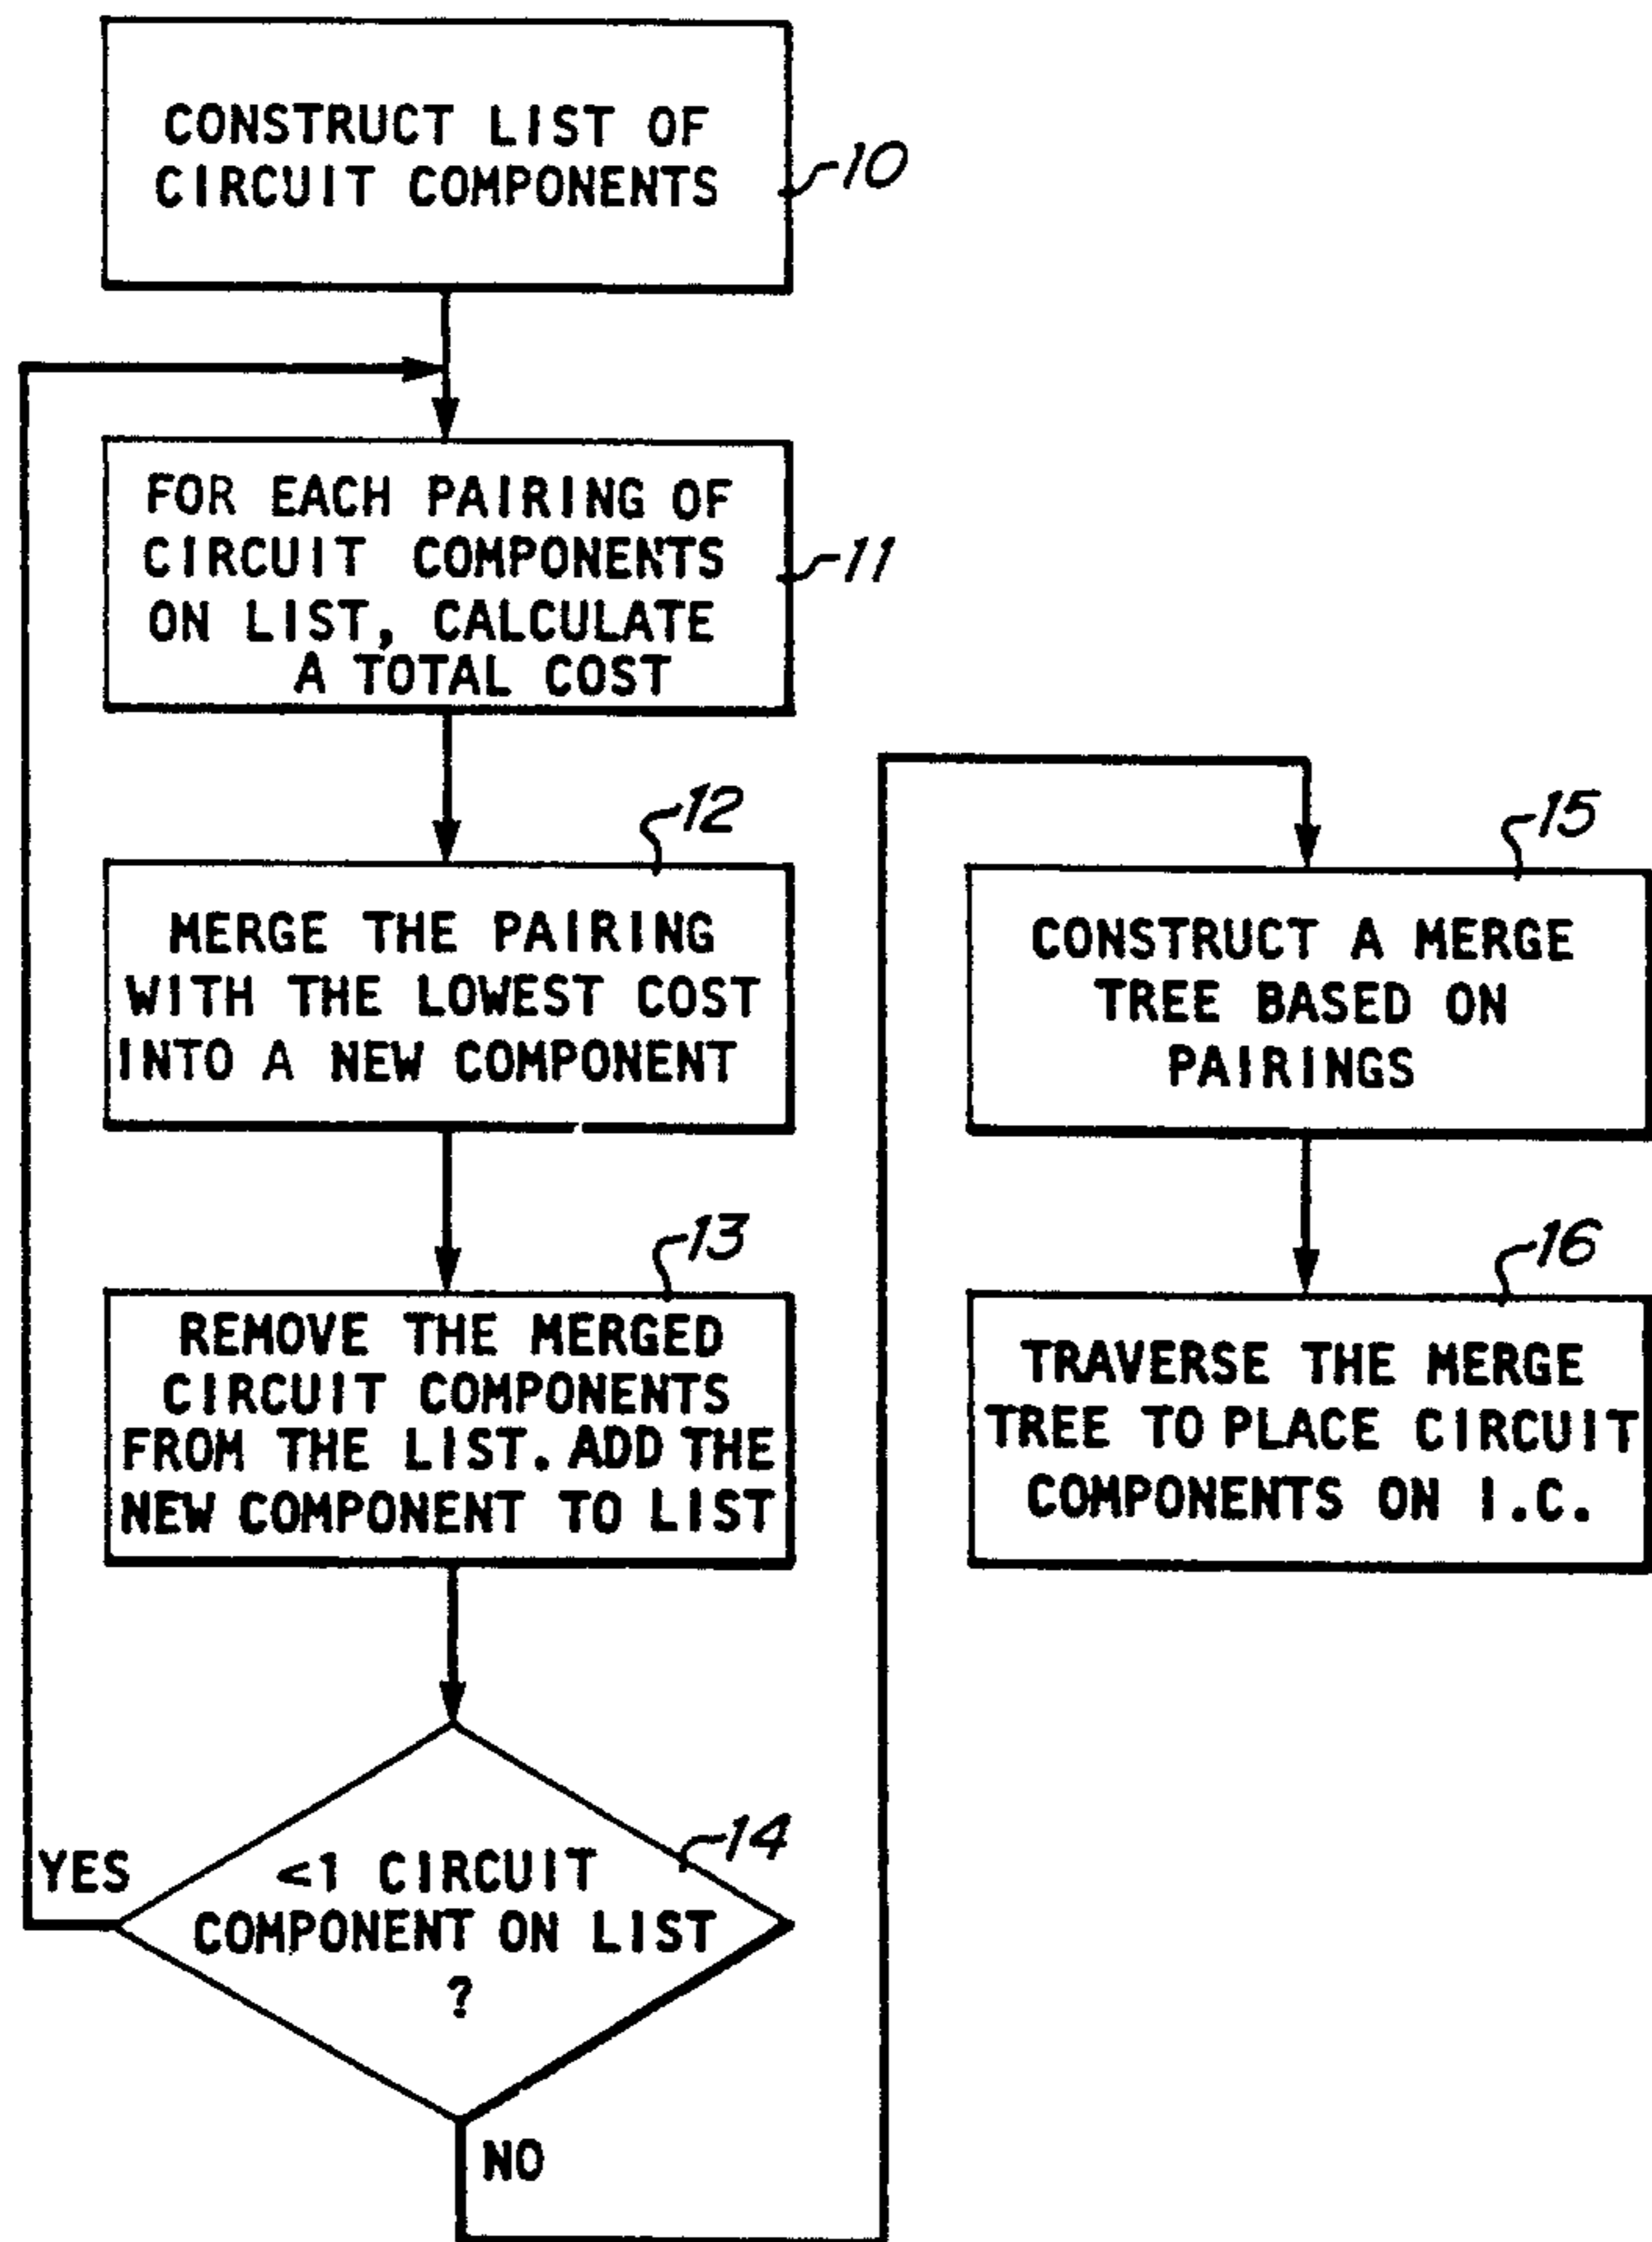 CONSTRUCT LIST OF
CIRCUIT COMPONENTS
10
FOR EACH PAIRING OF
CIRCUIT COMPONENTS
ON LIST, CALCULATE
A TOTAL COST
11
12
MERGE THE PAIRING
WITH THE LOWEST COST
INTO A NEW COMPONENT
13
REMOVE THE MERGED
CIRCUIT COMPONENTS
FROM THE LIST. ADD THE
NEW COMPONENT TO LIST
14
YES
<1 CIRCUIT
COMPONENT ON LIST
?
NO
15
CONSTRUCT A MERGE
TREE BASED ON
PAIRINGS
16
TRAVERSE THE MERGE
TREE TO PLACE CIRCUIT
COMPONENTS ON I.C.